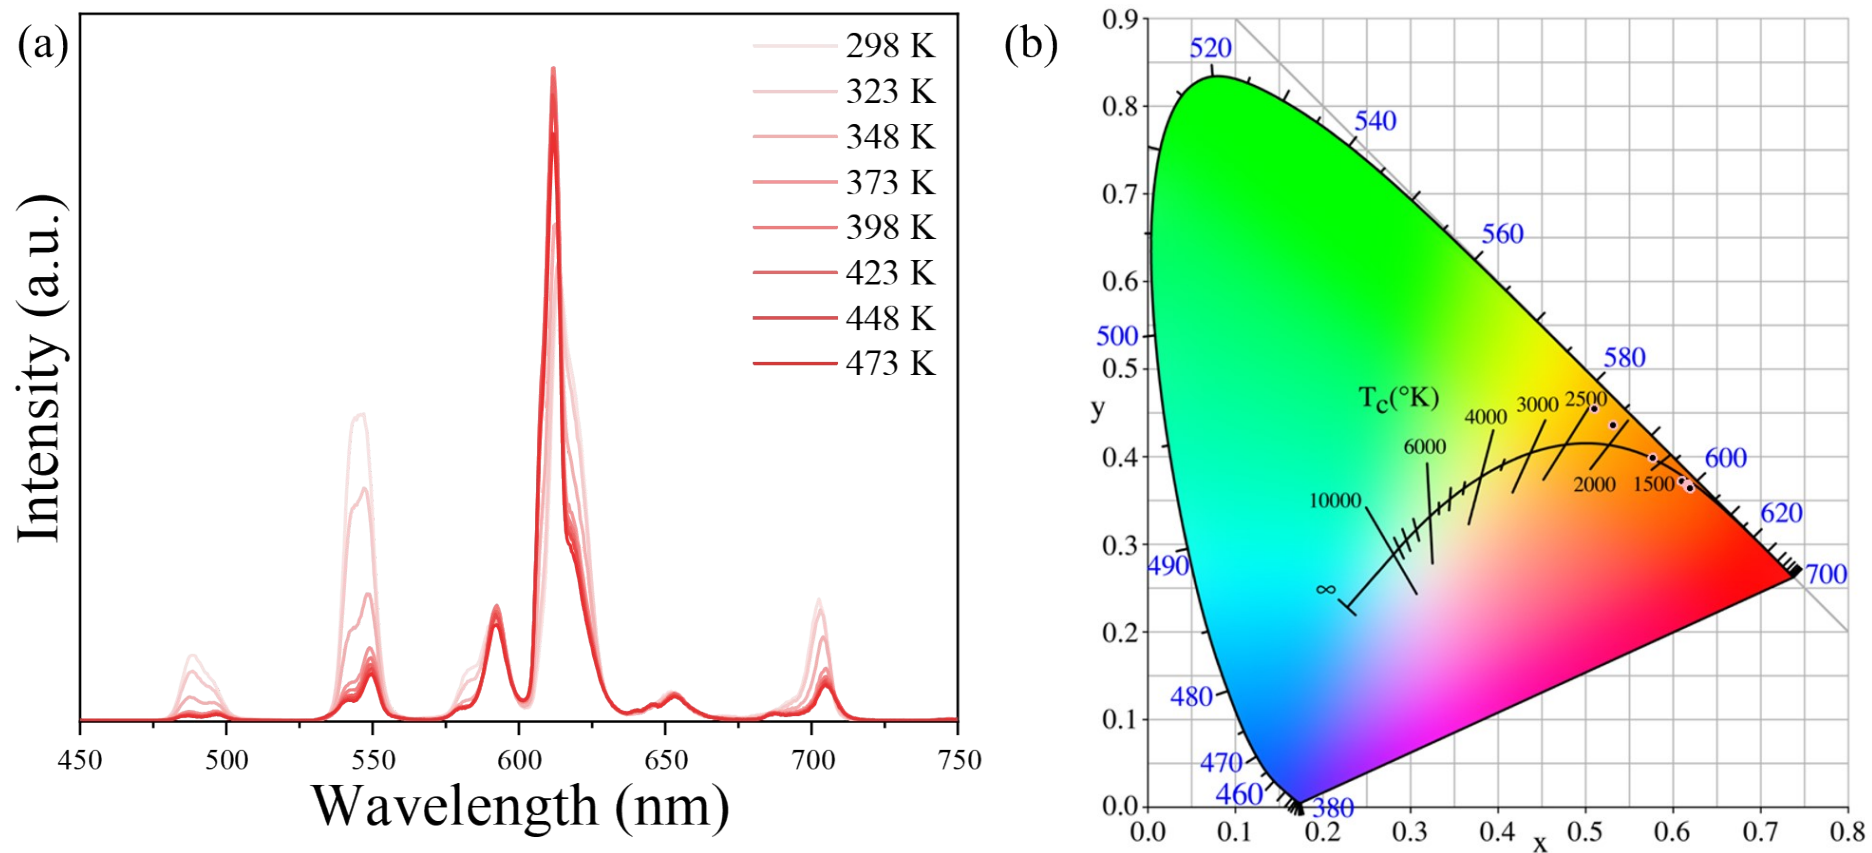 (a)
298 K
323 K
348 K
373 K
398 K
423 K
448 K
473 K
Intensity (a.u.)
450 500 550 600 650 700 750
Wavelength (nm)
(b)
0.9
0.8
0.7
0.6
0.5
0.4
0.3
0.2
0.1
0.0
y
0.0 0.1 0.2 0.3 0.4 0.5 0.6 0.7 0.8
x
520
540
560
500
580
600
620
490
700
480
470
460
380
Tc(°K)
2500
3000
4000
6000
2000
1500
10000
∞